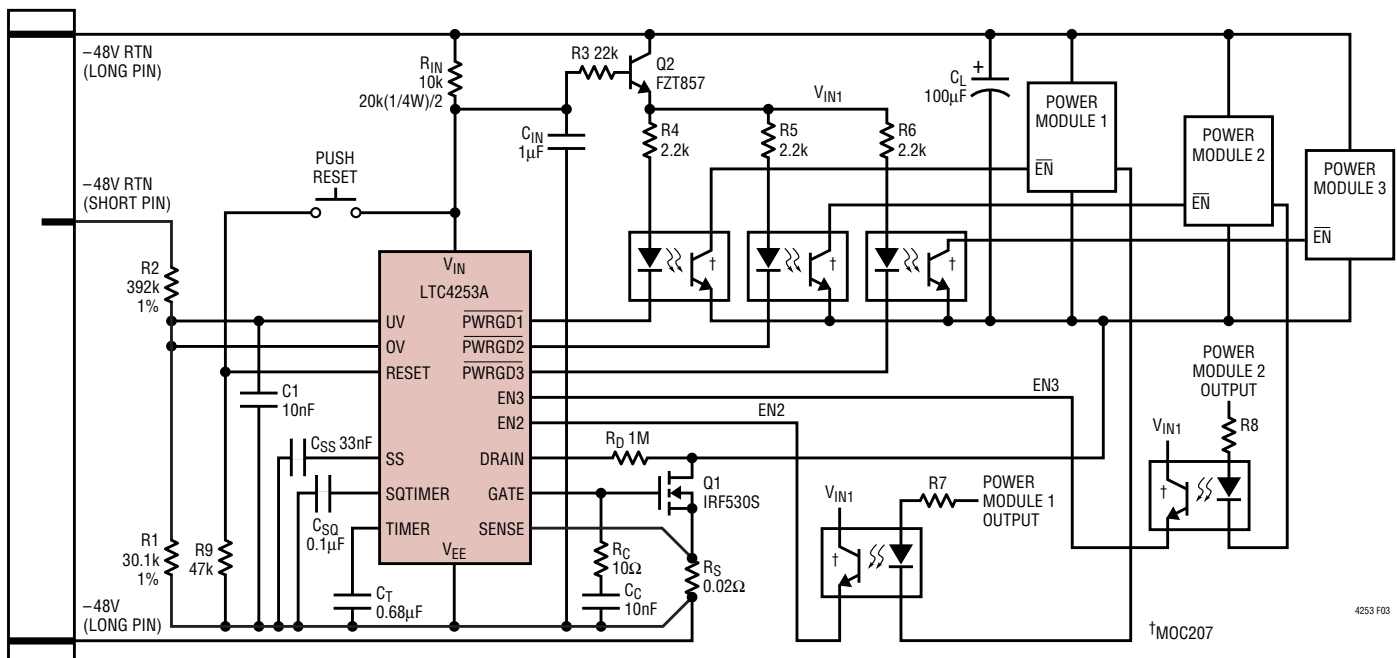 −48V RTN
(LONG PIN)
RIN
10k
20k(1/4W)/2
R3 22k
Q2
FZT857
CIN
1µF
VIN1
R4
2.2k
R5
2.2k
R6
2.2k
+
CL
100µF
POWER
MODULE 1
EN
POWER
MODULE 2
EN
POWER
MODULE 3
EN
PUSH
RESET
−48V RTN
(SHORT PIN)
R2
392k
1%
†
†
†
VIN
LTC4253A
UV
OV
RESET
SS
SQTIMER
TIMER
VEE
PWRGD1
PWRGD2
PWRGD3
EN3
EN2
DRAIN
GATE
SENSE
C1
10nF
CSS 33nF
CSQ
0.1µF
CT
0.68µF
R1
30.1k
1%
R9
47k
−48V
(LONG PIN)
RD 1M
Q1
IRF530S
RC
10Ω
CC
10nF
RS
0.02Ω
EN3
EN2
VIN1
†
R7
POWER
MODULE 1
OUTPUT
POWER
MODULE 2
OUTPUT
R8
VIN1
†
†MOC207
4253 F03